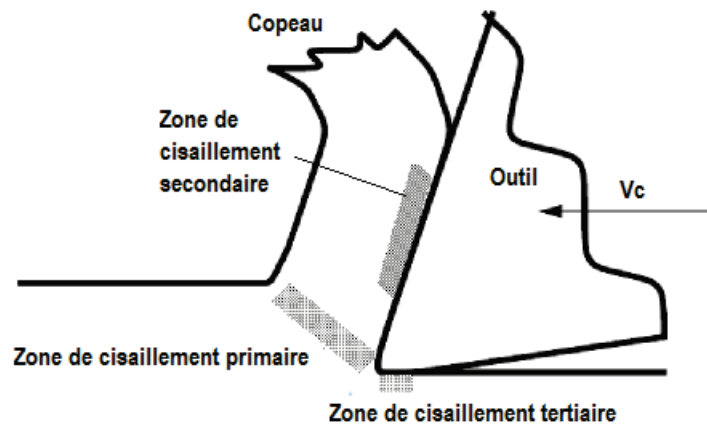 Copeau
Zone de
cisaillement
secondaire
Outil
Vc
Zone de cisaillement primaire
Zone de cisaillement tertiaire